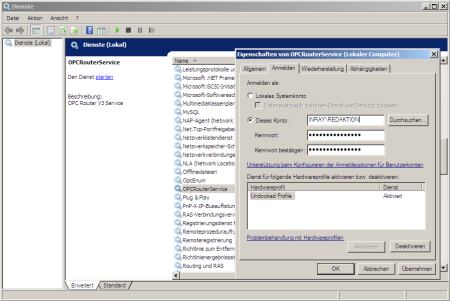 Dienste
Datei Aktion Ansicht ?
Dienste (Lokal)
Dienste (Lokal)
OPCRouterService
Den Dienst starten
Beschreibung:
OPC Router V3 Service
Name
Leistungsprotokolle u
Microsoft .NET Frame
Microsoft iSCSI-Initiat
Microsoft-Softwaresch
Multimediaklassenplan
MySQL
NAP-Agent (Network
Net.Tcp-Portfreigabe
Netzwerklistendienst
Netzwerkspeicher-Sch
Netzwerkverbindunge
NLA (Network Locatio
Offlinedateien
OpdEnum
OPCRouterService
Plug & Play
PnP-X-IP-Busauflistun
RAS-Verbindungsverw
Registrierungsdienst f
Remoteprozeduraufru
Remoteregistrierung
Richtlinie zum Entfern
Richtlinienergebnissat
Routing und RAS
Erweitert Standard
Eigenschaften von OPCRouterService (Lokaler Computer)
Allgemein Anmelden Wiederherstellung Abhängigkeiten
Anmelden als:
Lokales Systemkonto
Datenaustausch zwischen Dienst und Desktop zulassen
Dieses Konto: INRAY\REDAKTION Durchsuchen...
Kennwort: •••••••••••••••
Kennwort bestätigen: •••••••••••••••
Unterstützung beim Konfigurieren der Anmeldeoptionen für Benutzerkonten
Dienst für folgende Hardwareprofile aktivieren bzw. deaktivieren:
Hardwareprofil Dienst
Undocked Profile Aktiviert
Problembehandlung mit Hardwareprofilen
Aktivieren Deaktivieren
OK Abbrechen Übernehmen